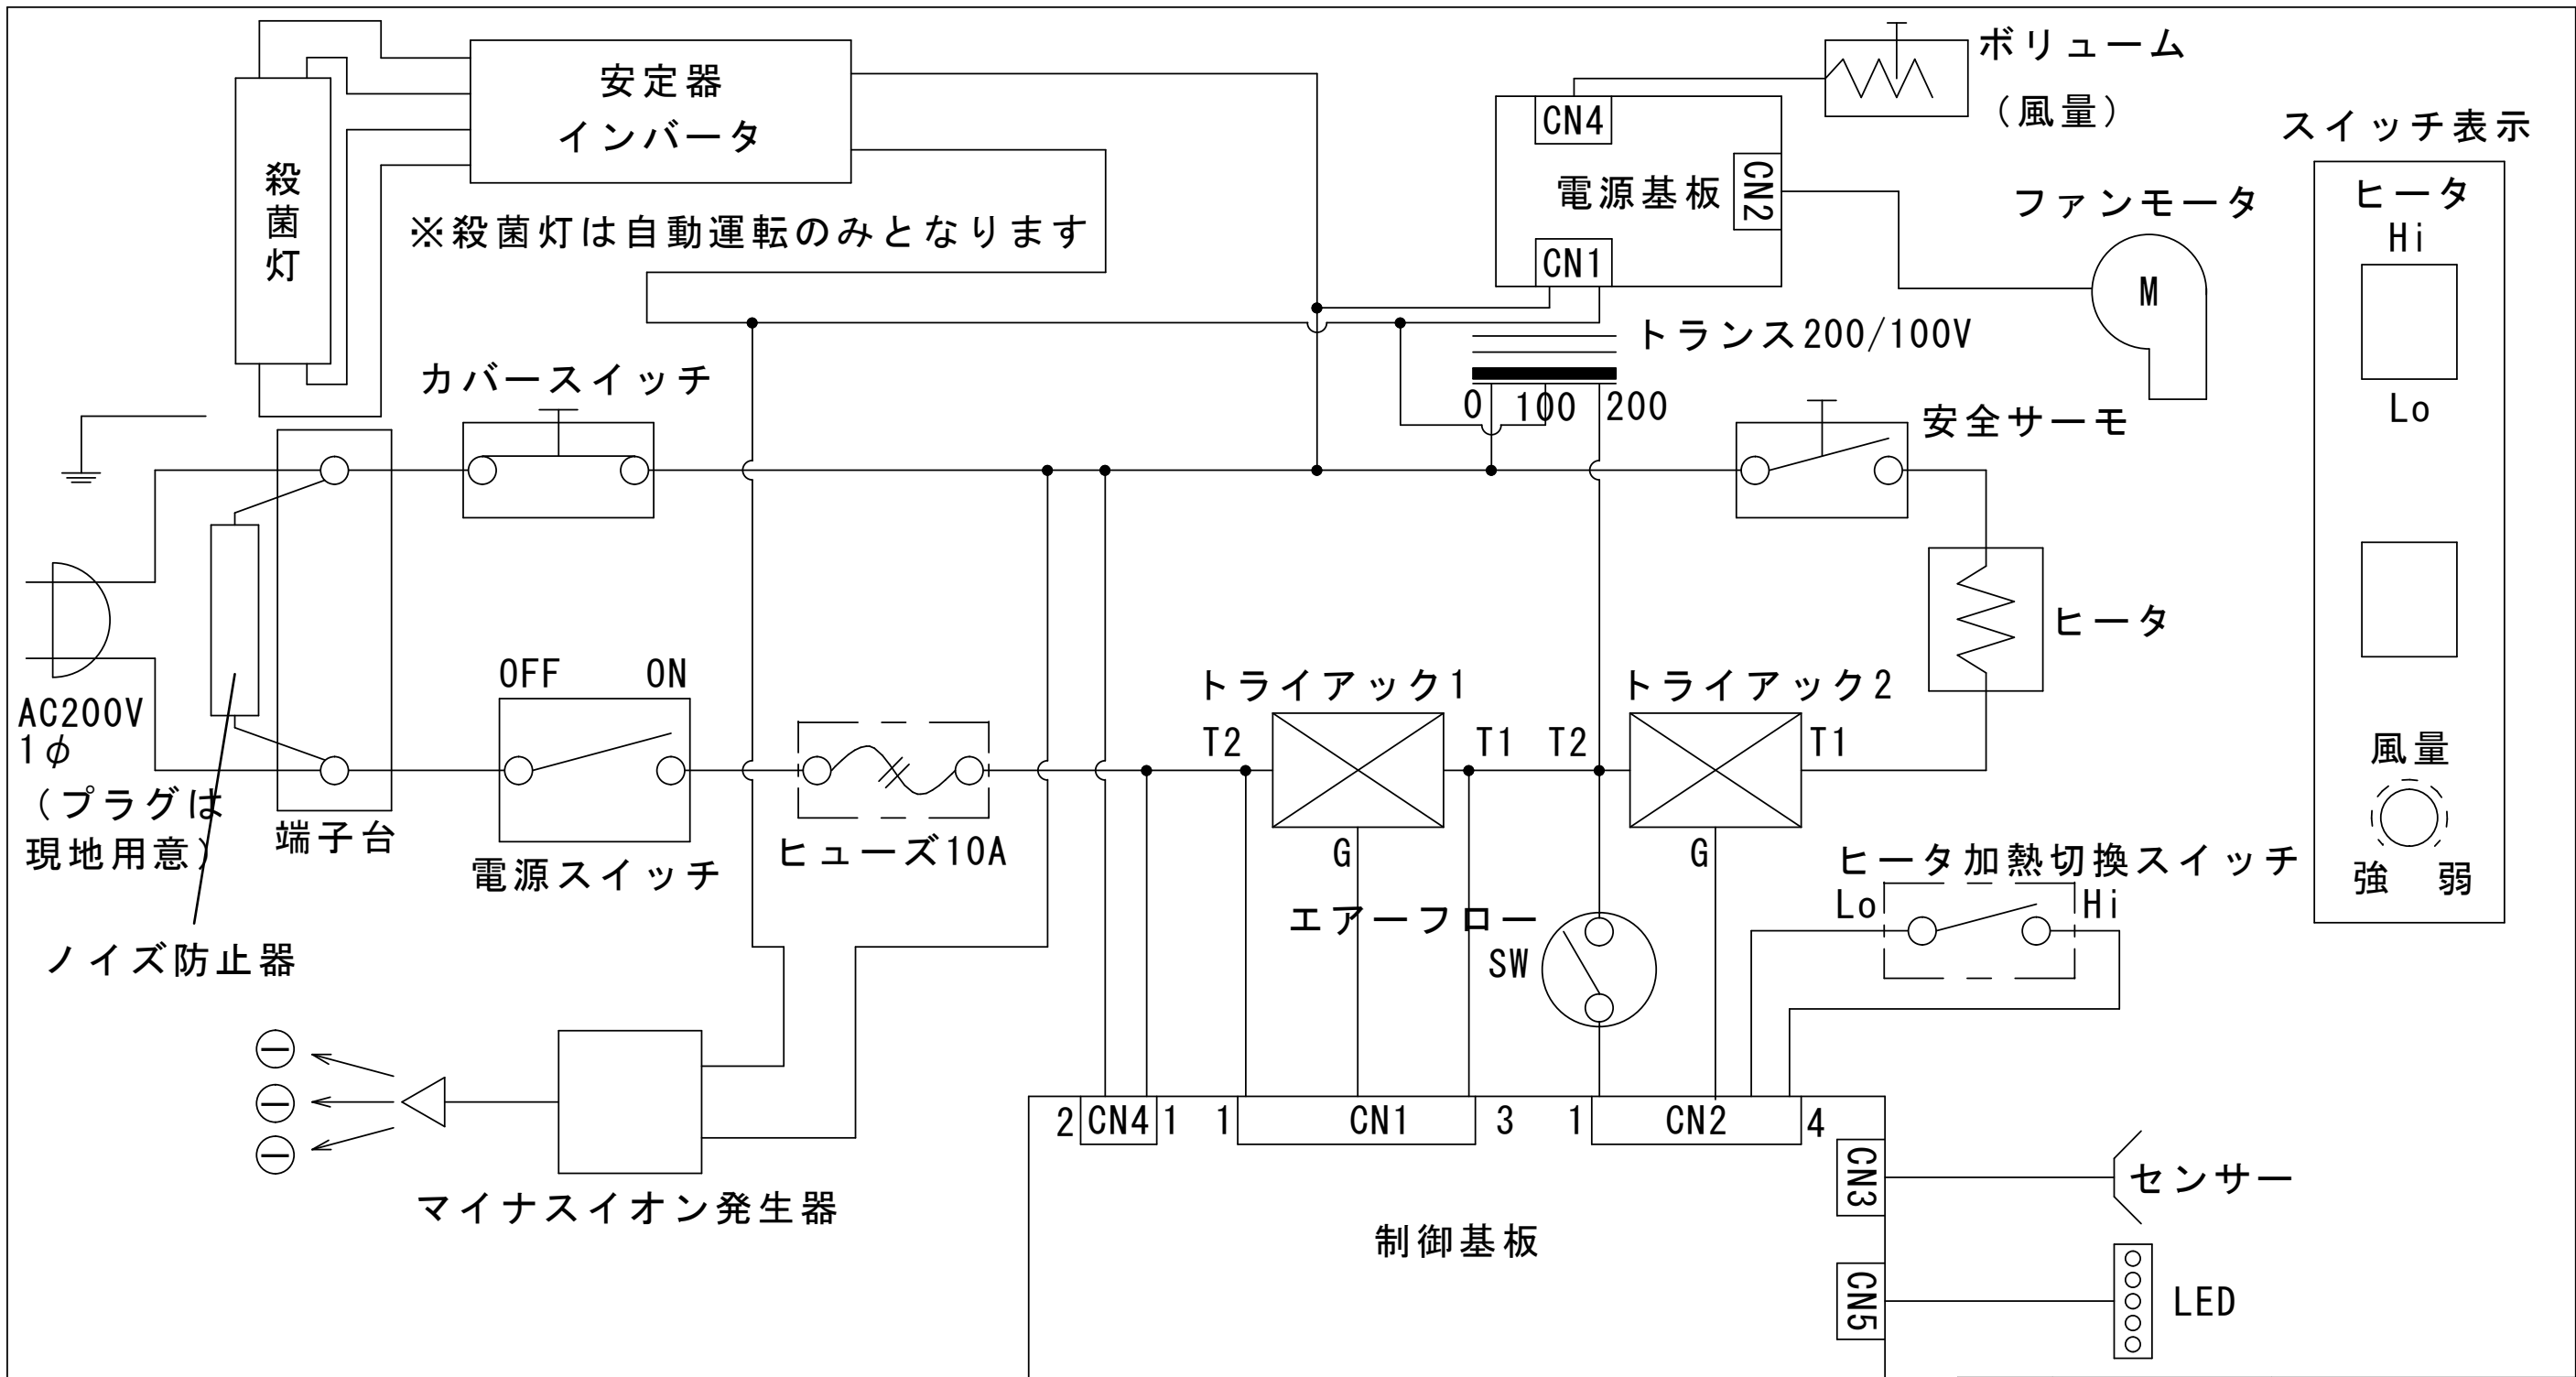 安定器
インバータ
殺菌灯
※殺菌灯は自動運転のみとなります
ボリューム
(風量)
CN4
電源基板
CN2
CN1
ファンモータ
M
トランス200/100V
0 100 200
スイッチ表示
ヒータ
Hi
Lo
風量
強 弱
カバースイッチ
安全サーモ
ヒータ
AC200V
1φ
(プラグは
現地用意)
端子台
ノイズ防止器
OFF ON
電源スイッチ
ヒューズ10A
トライアック1
T2 T1
G
トライアック2
T2 T1
G
エアーフロー
SW
ヒータ加熱切換スイッチ
Lo Hi
マイナスイオン発生器
2 CN4 1
1 CN1 3
1 CN2 4
CN3
センサー
制御基板
CN5
LED